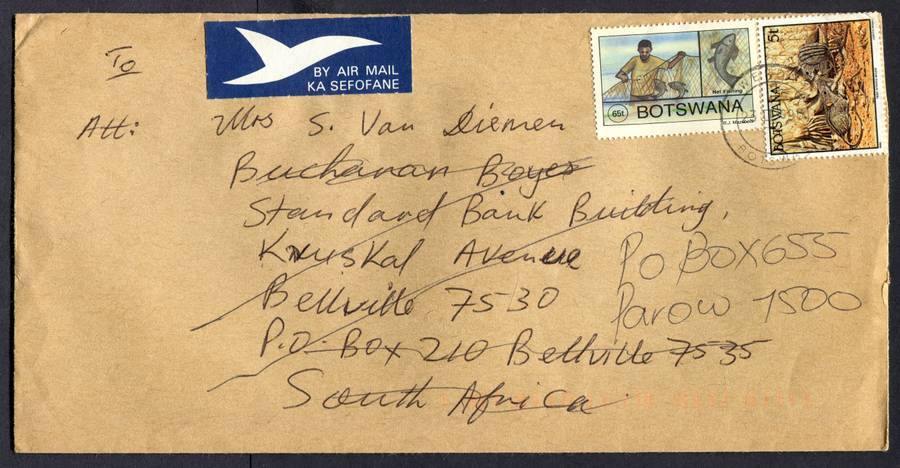 To
BY AIR MAIL
KA SEFOFANE
Net Fishing
65t BOTSWANA
5t
BOTSWANA
Att: Mrs S. Van Diemen
Buchanan Boyes
Standard Bank Building,
Kruskal Avenue
Bellville 7530
P.O. Box 210 Bellville 7535
South Africa
PO BOX 655
Parow 7500